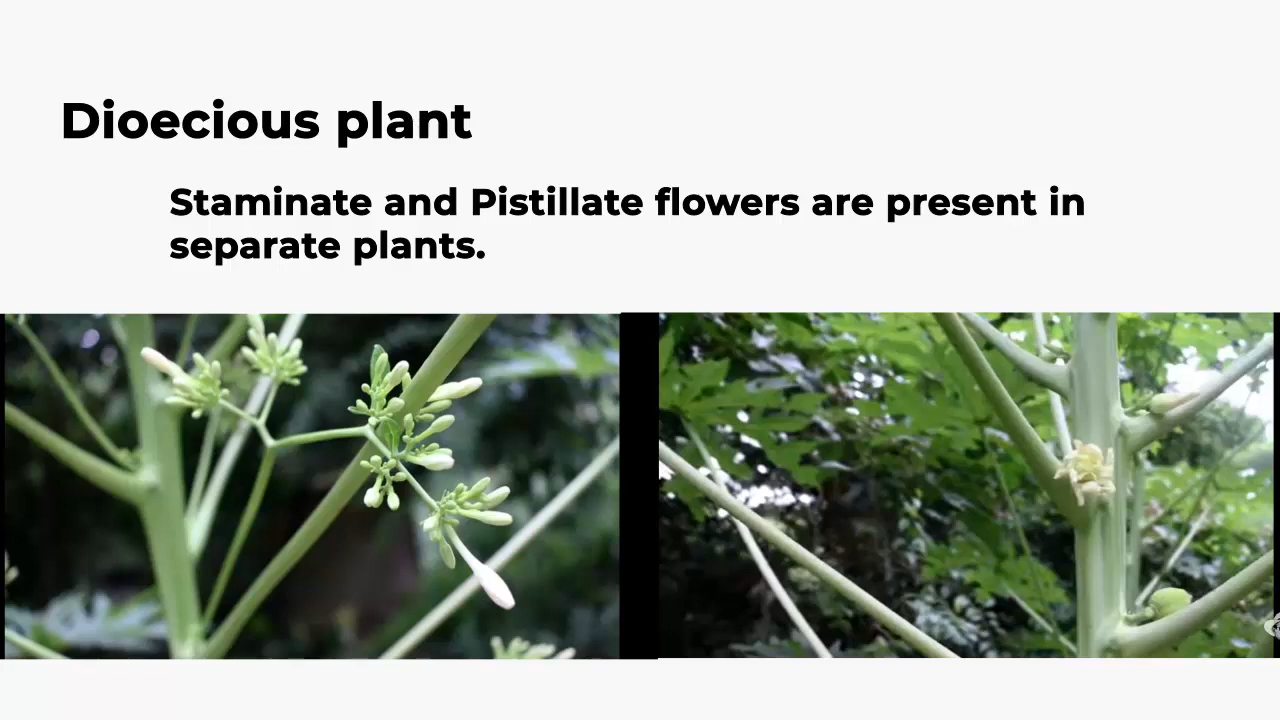 Dioecious plant
Staminate and Pistillate flowers are present in
separate plants.